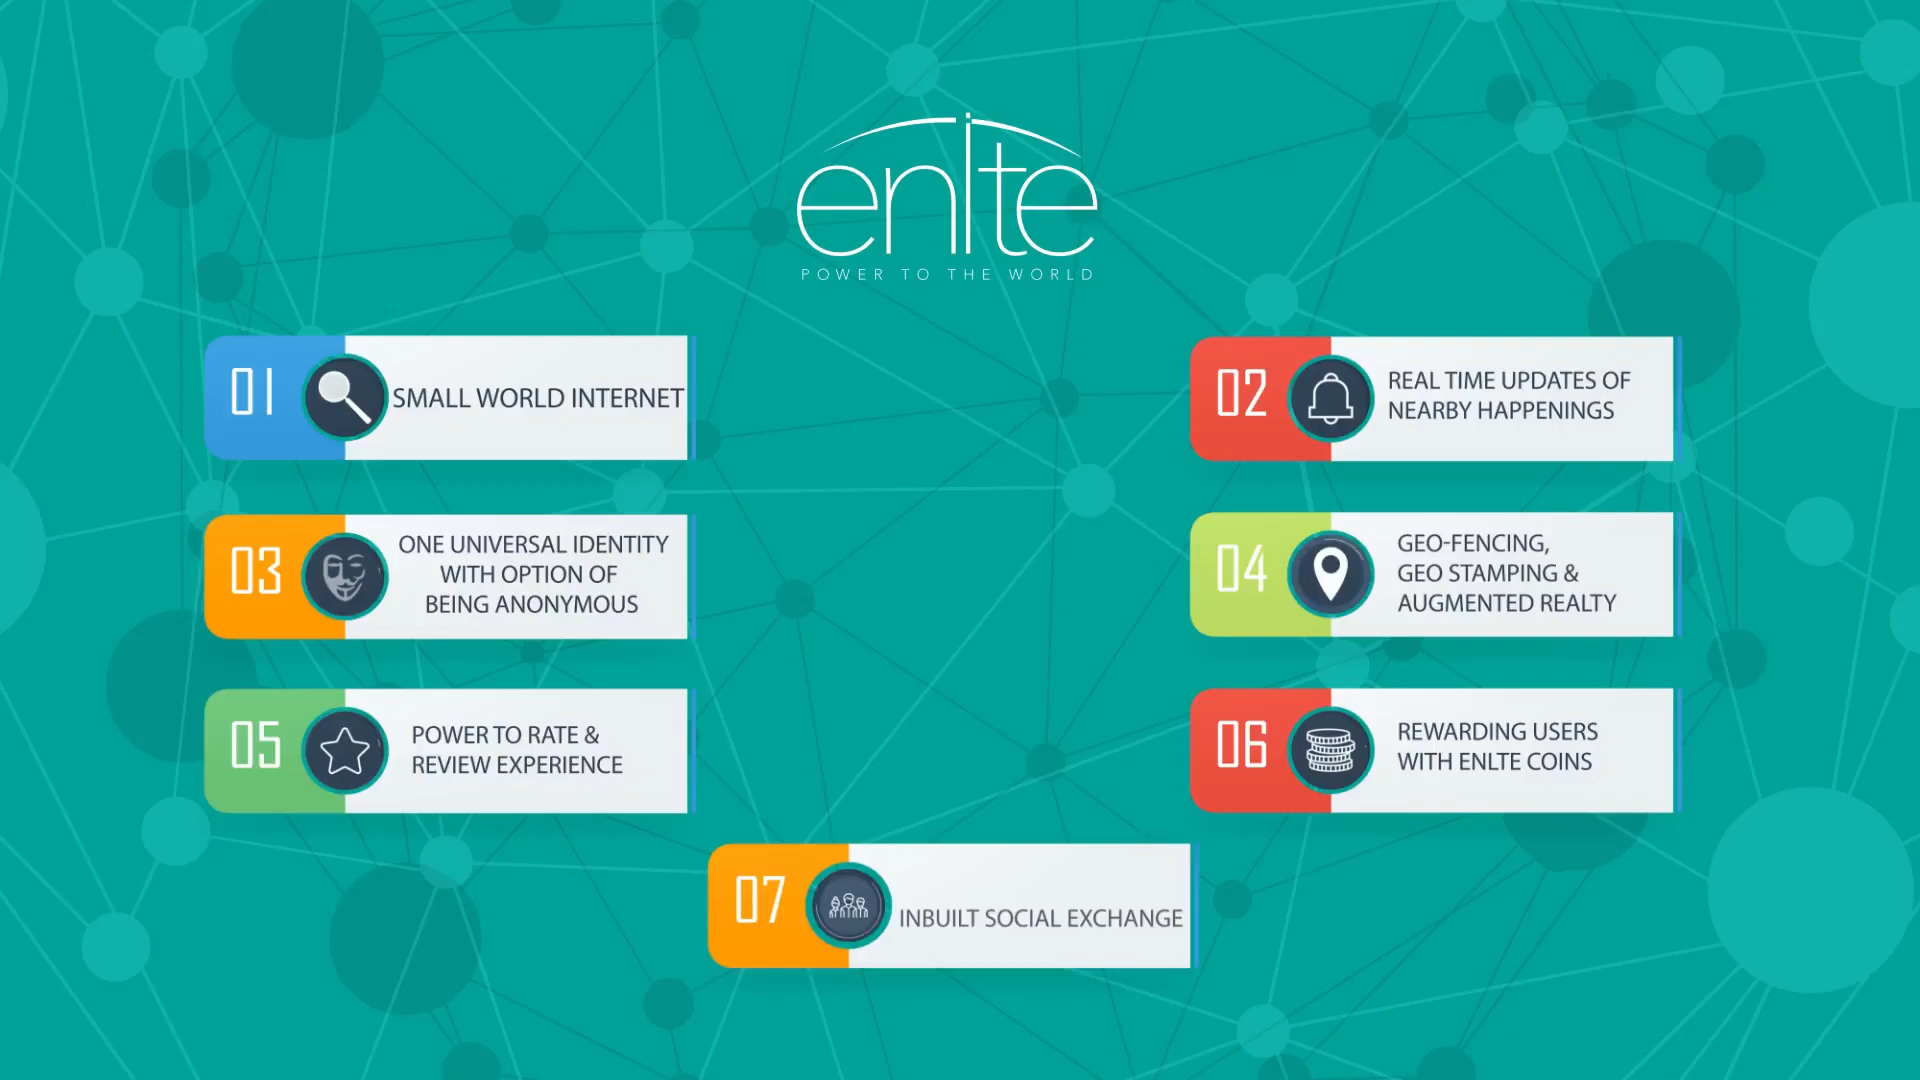 enlte
POWER TO THE WORLD
01
SMALL WORLD INTERNET
02
REAL TIME UPDATES OF
NEARBY HAPPENINGS
03
ONE UNIVERSAL IDENTITY
WITH OPTION OF
BEING ANONYMOUS
04
GEO-FENCING,
GEO STAMPING &
AUGMENTED REALTY
05
POWER TO RATE &
REVIEW EXPERIENCE
06
REWARDING USERS
WITH ENLTE COINS
07
INBUILT SOCIAL EXCHANGE